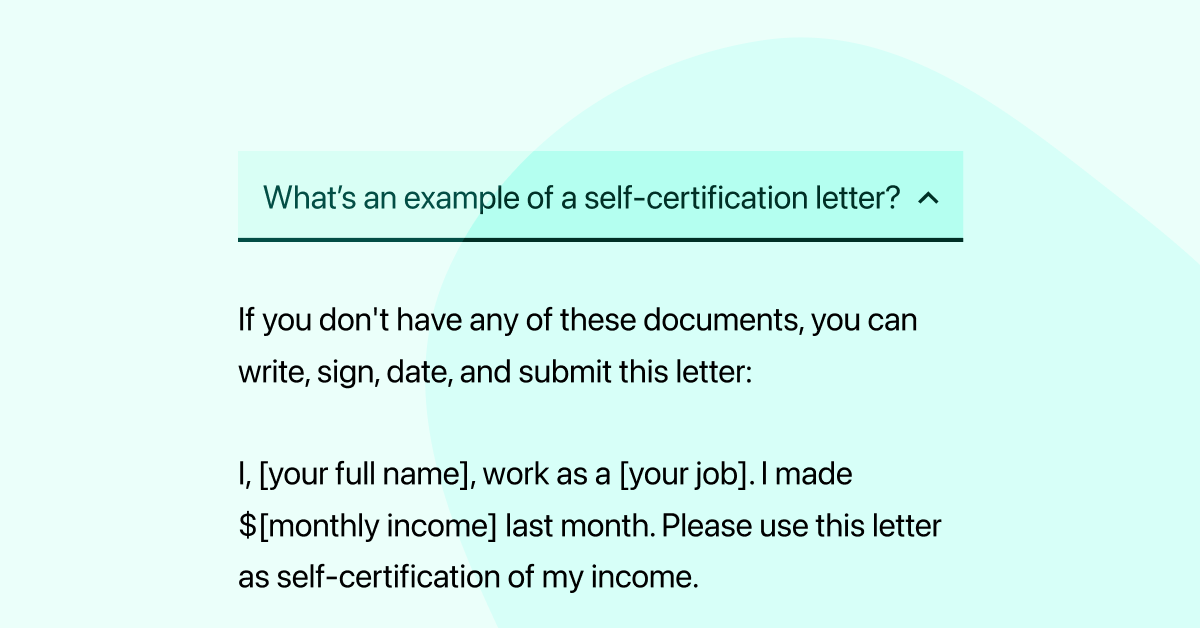 What’s an example of a self-certification letter?
If you don't have any of these documents, you can
write, sign, date, and submit this letter:
I, [your full name], work as a [your job]. I made
$[monthly income] last month. Please use this letter
as self-certification of my income.